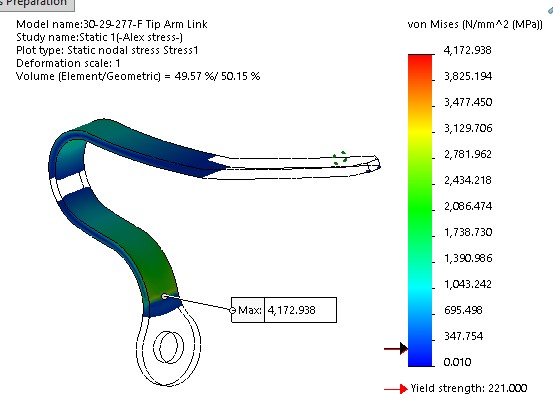 s Preparation
Model name:30-29-277-F Tip Arm Link
Study name:Static 1(-Alex stress-)
Plot type: Static nodal stress Stress1
Deformation scale: 1
Volume (Element/Geometric) = 49.57 %/ 50.15 %
von Mises (N/mm^2 (MPa))
4,172.938
3,825.194
3,477.450
3,129.706
2,781.962
2,434.218
2,086.474
1,738.730
1,390.986
1,043.242
695.498
347.754
0.010
Max: 4,172.938
Yield strength: 221.000